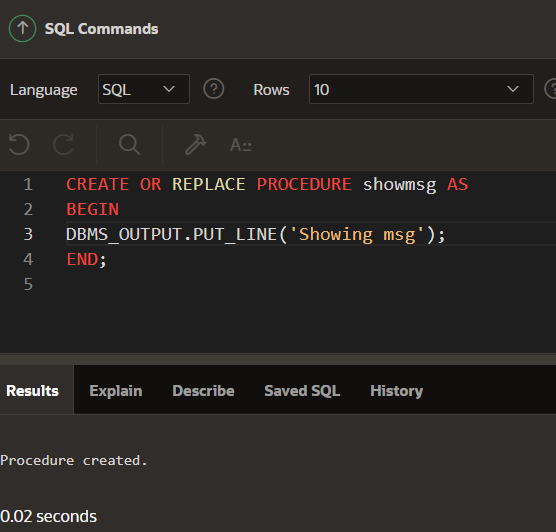 SQL Commands
Language SQL Rows 10
A::
1 CREATE OR REPLACE PROCEDURE showmsg AS
2 BEGIN
3 DBMS_OUTPUT.PUT_LINE('Showing msg');
4 END;
5
Results Explain Describe Saved SQL History
Procedure created.
0.02 seconds